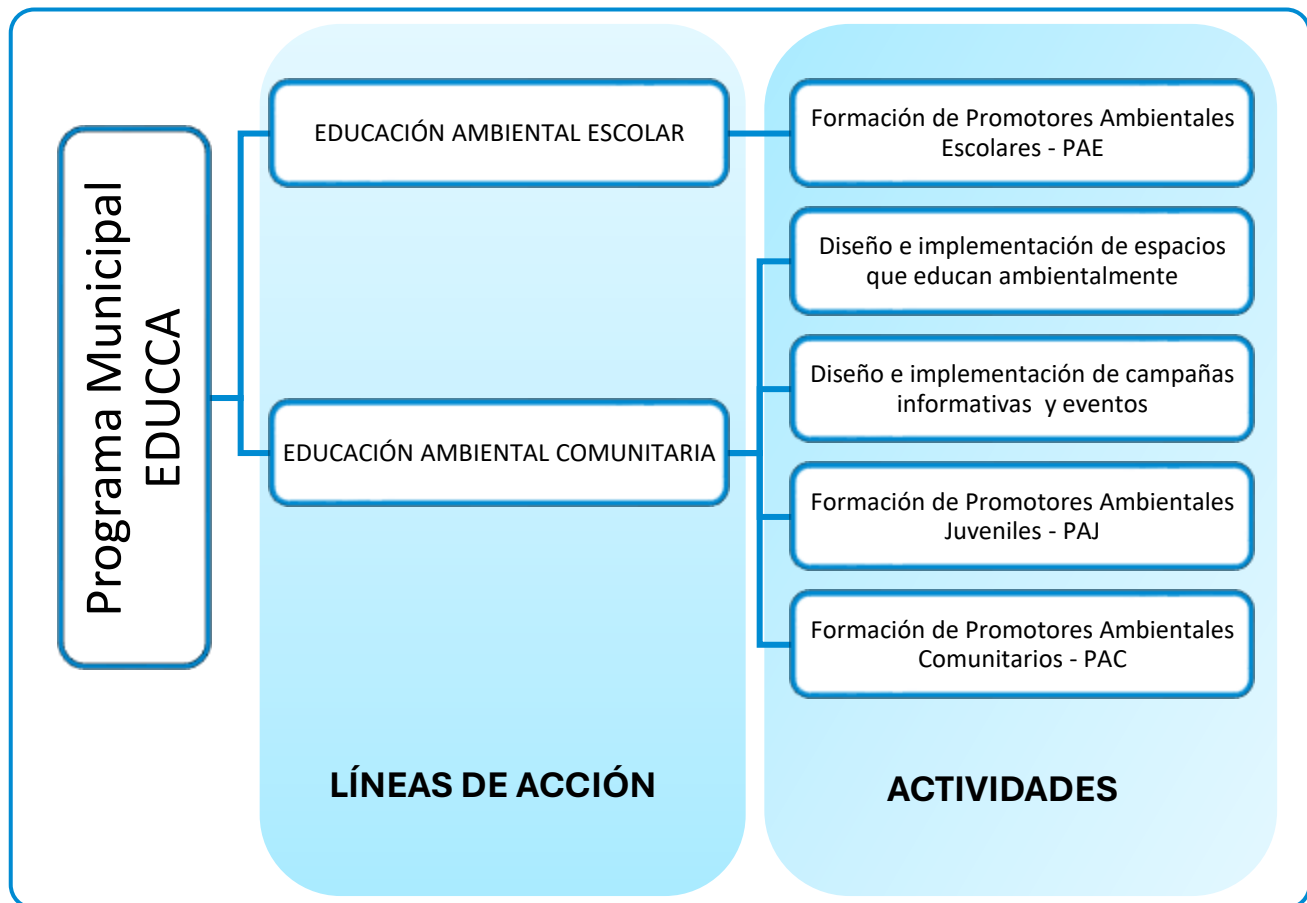 Programa Municipal
EDUCCA
EDUCACIÓN AMBIENTAL ESCOLAR
Formación de Promotores Ambientales
Escolares - PAE
EDUCACIÓN AMBIENTAL COMUNITARIA
Diseño e implementación de espacios
que educan ambientalmente
Diseño e implementación de campañas
informativas y eventos
Formación de Promotores Ambientales
Juveniles - PAJ
Formación de Promotores Ambientales
Comunitarios - PAC
LÍNEAS DE ACCIÓN
ACTIVIDADES